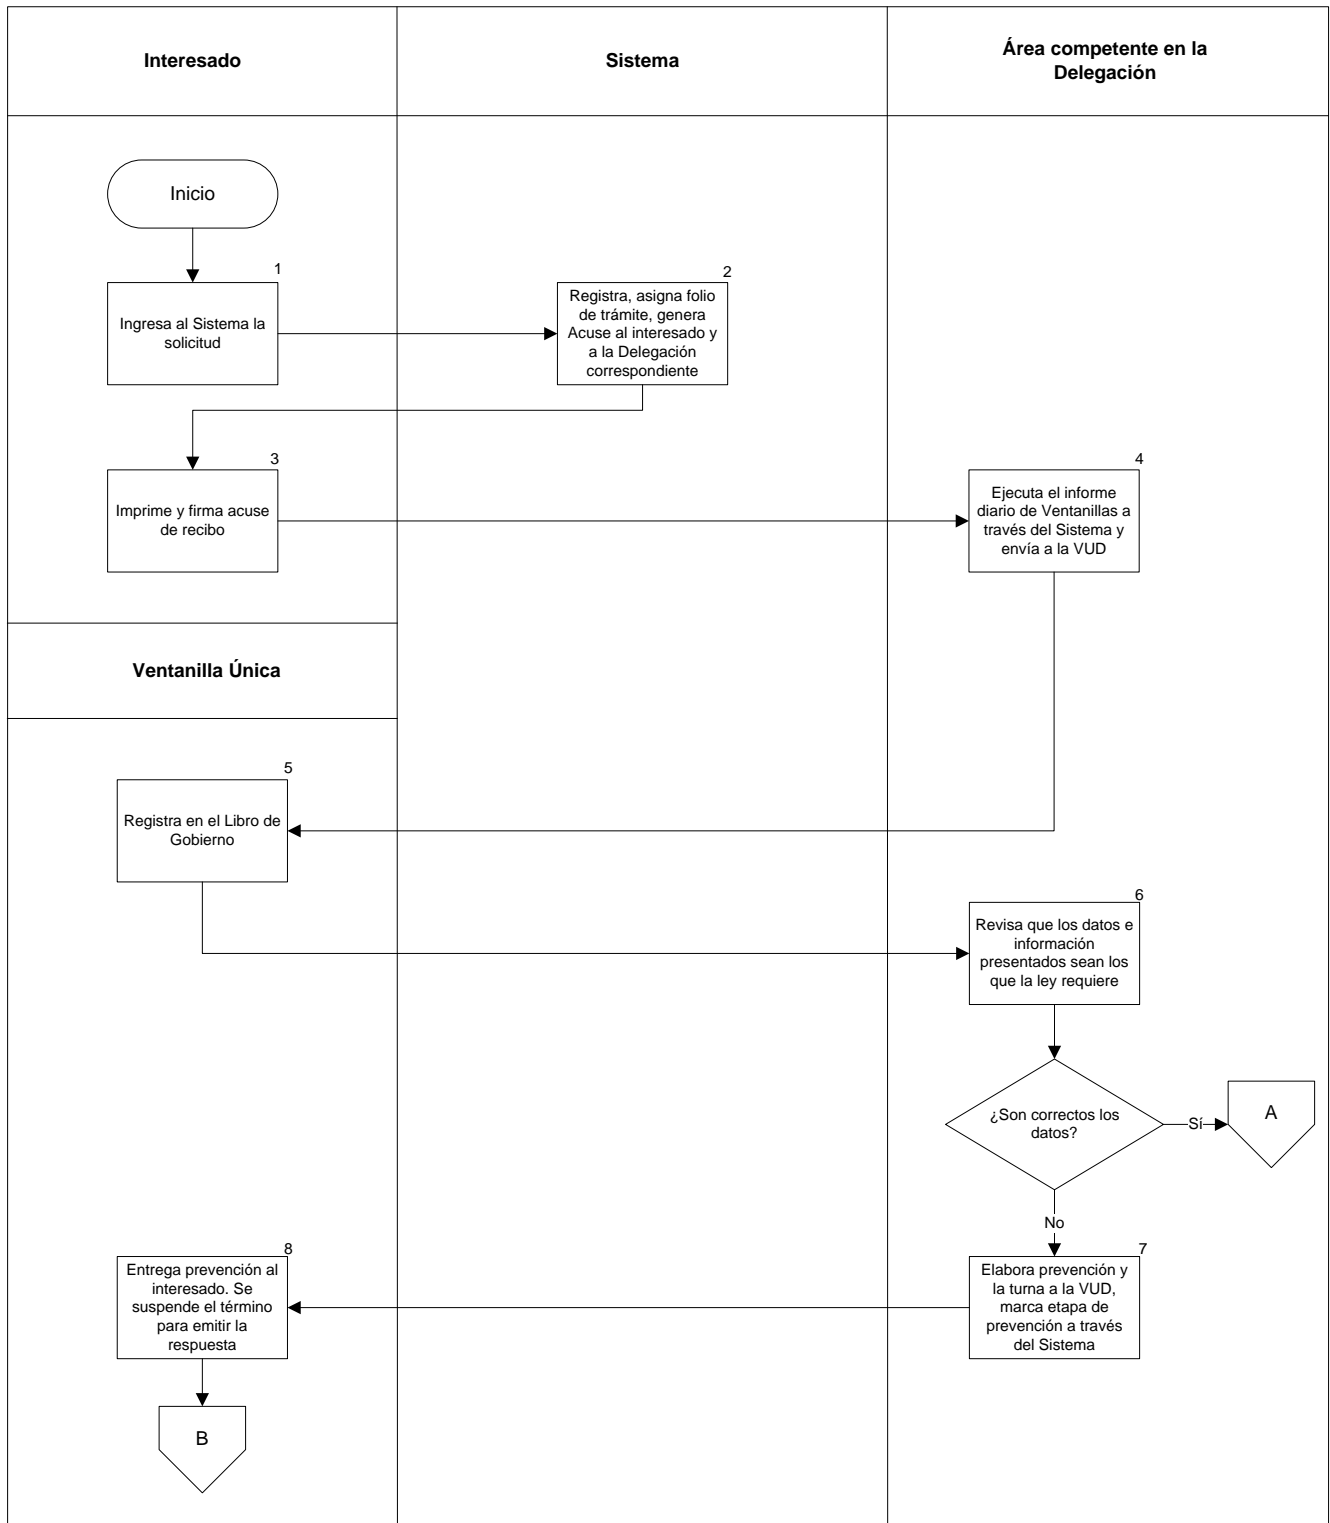 Interesado
Sistema
Área competente en la
Delegación
Inicio
1
Ingresa al Sistema la
solicitud
2
Registra, asigna folio
de trámite, genera
Acuse al interesado y
a la Delegación
correspondiente
3
Imprime y firma acuse
de recibo
4
Ejecuta el informe
diario de Ventanillas a
través del Sistema y
envía a la VUD
Ventanilla Única
5
Registra en el Libro de
Gobierno
6
Revisa que los datos e
información
presentados sean los
que la ley requiere
¿Son correctos los
datos?
Sí
A
No
7
Elabora prevención y
la turna a la VUD,
marca etapa de
prevención a través
del Sistema
8
Entrega prevención al
interesado. Se
suspende el término
para emitir la
respuesta
B